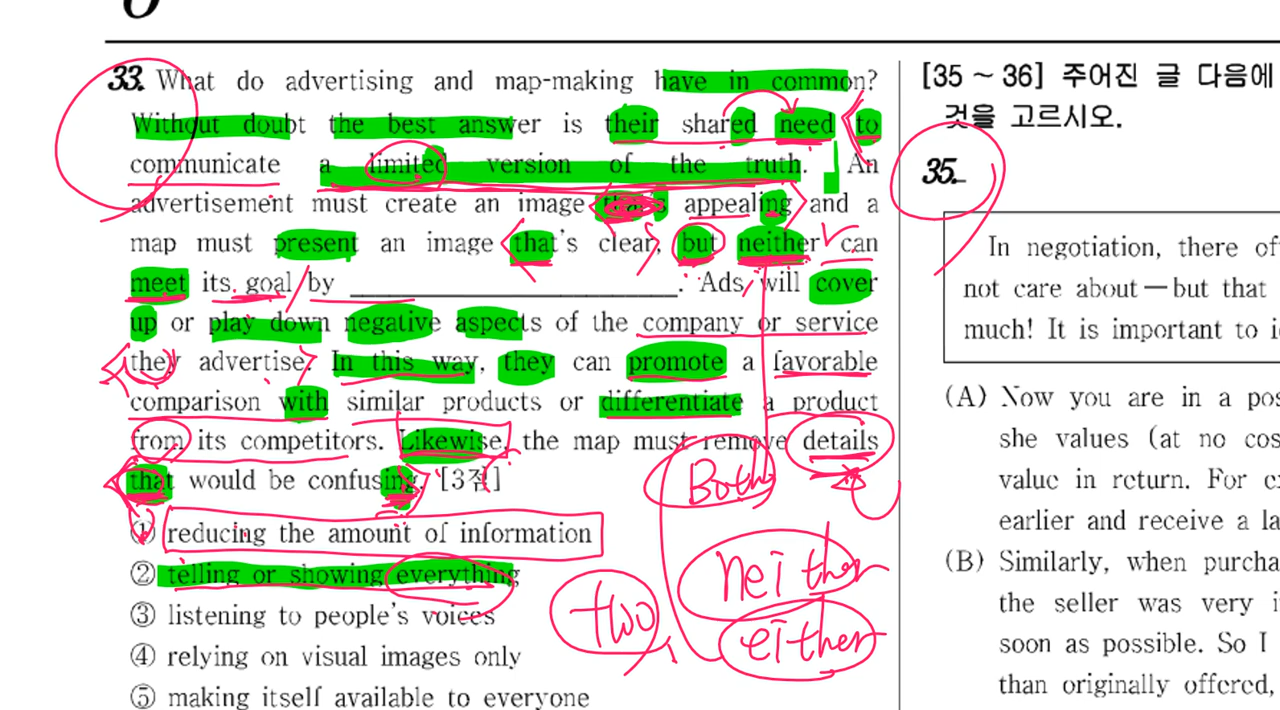 33. What do advertising and map-making have in common?
Without doubt the best answer is their shared need to
communicate a limited version of the truth. An
advertisement must create an image that's appealing and a
map must present an image that's clear, but neither can
meet its goal by ____________. Ads will cover
up or play down negative aspects of the company or service
they advertise. In this way, they can promote a favorable
comparison with similar products or differentiate a product
from its competitors. Likewise, the map must remove details
that would be confusing. [3점]
① reducing the amount of information
② telling or showing everything
③ listening to people's voices
④ relying on visual images only
⑤ making itself available to everyone
Both
neither
two
either
[35 ~ 36] 주어진 글 다음에
것을 고르시오.
35.
In negotiation, there of
not care about — but that
much! It is important to i
(A) Now you are in a pos
she values (at no cos
value in return. For e
earlier and receive a la
(B) Similarly, when purcha
the seller was very i
soon as possible. So I
than originally offered,